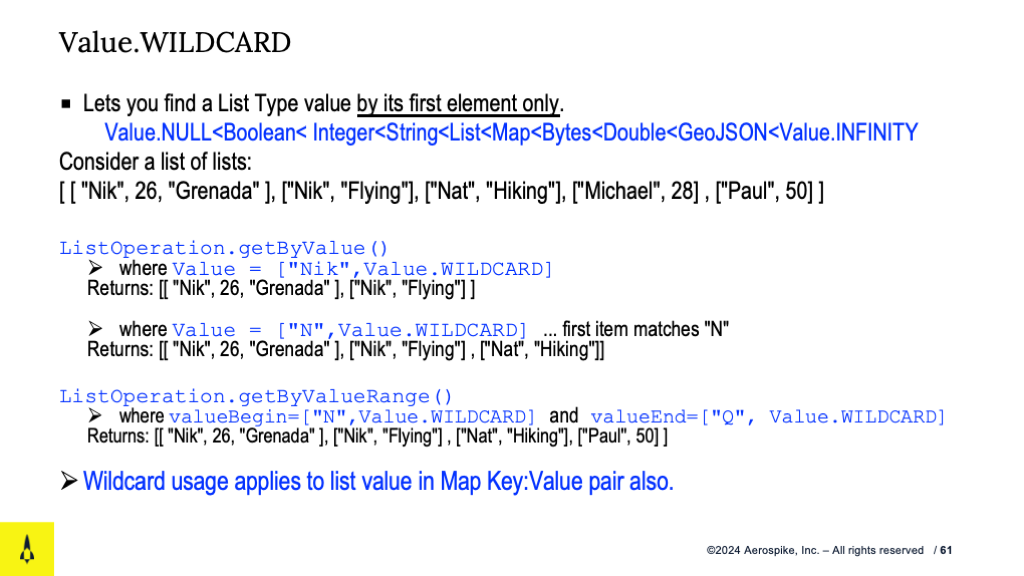 Value.WILDCARD
▪ Lets you find a List Type value by its first element only.
Value.NULL<Boolean< Integer<String<List<Map<Bytes<Double<GeoJSON<Value.INFINITY
Consider a list of lists:
[ [ "Nik", 26, "Grenada" ], ["Nik", "Flying"], ["Nat", "Hiking"], ["Michael", 28] , ["Paul", 50] ]
ListOperation.getByValue()
➢ where Value = ["Nik",Value.WILDCARD]
Returns: [[ "Nik", 26, "Grenada" ], ["Nik", "Flying"] ]
➢ where Value = ["N",Value.WILDCARD] ... first item matches "N"
Returns: [[ "Nik", 26, "Grenada" ], ["Nik", "Flying"] , ["Nat", "Hiking"]]
ListOperation.getByValueRange()
➢ where valueBegin=["N",Value.WILDCARD] and valueEnd=["Q", Value.WILDCARD]
Returns: [[ "Nik", 26, "Grenada" ], ["Nik", "Flying"] , ["Nat", "Hiking"], ["Paul", 50] ]
➢ Wildcard usage applies to list value in Map Key:Value pair also.
©2024 Aerospike, Inc. – All rights reserved / 61